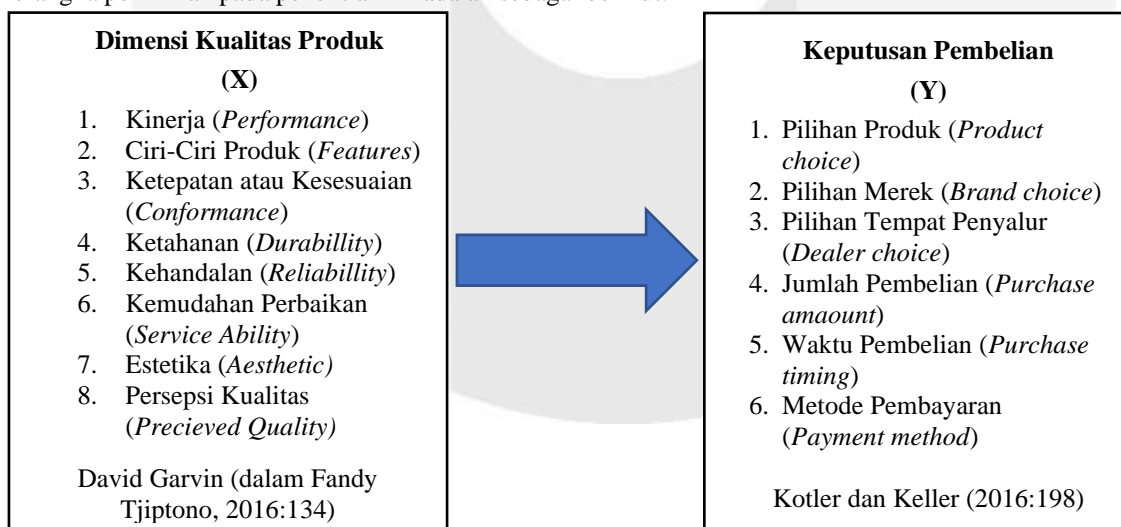 Dimensi Kualitas Produk
(X)
1. Kinerja (Performance)
2. Ciri-Ciri Produk (Features)
3. Ketepatan atau Kesesuaian
(Conformance)
4. Ketahanan (Durabillity)
5. Kehandalan (Reliabillity)
6. Kemudahan Perbaikan
(Service Ability)
7. Estetika (Aesthetic)
8. Persepsi Kualitas
(Precieved Quality)
David Garvin (dalam Fandy
Tjiptono, 2016:134)
Keputusan Pembelian
(Y)
1. Pilihan Produk (Product
choice)
2. Pilihan Merek (Brand choice)
3. Pilihan Tempat Penyalur
(Dealer choice)
4. Jumlah Pembelian (Purchase
amaount)
5. Waktu Pembelian (Purchase
timing)
6. Metode Pembayaran
(Payment method)
Kotler dan Keller (2016:198)